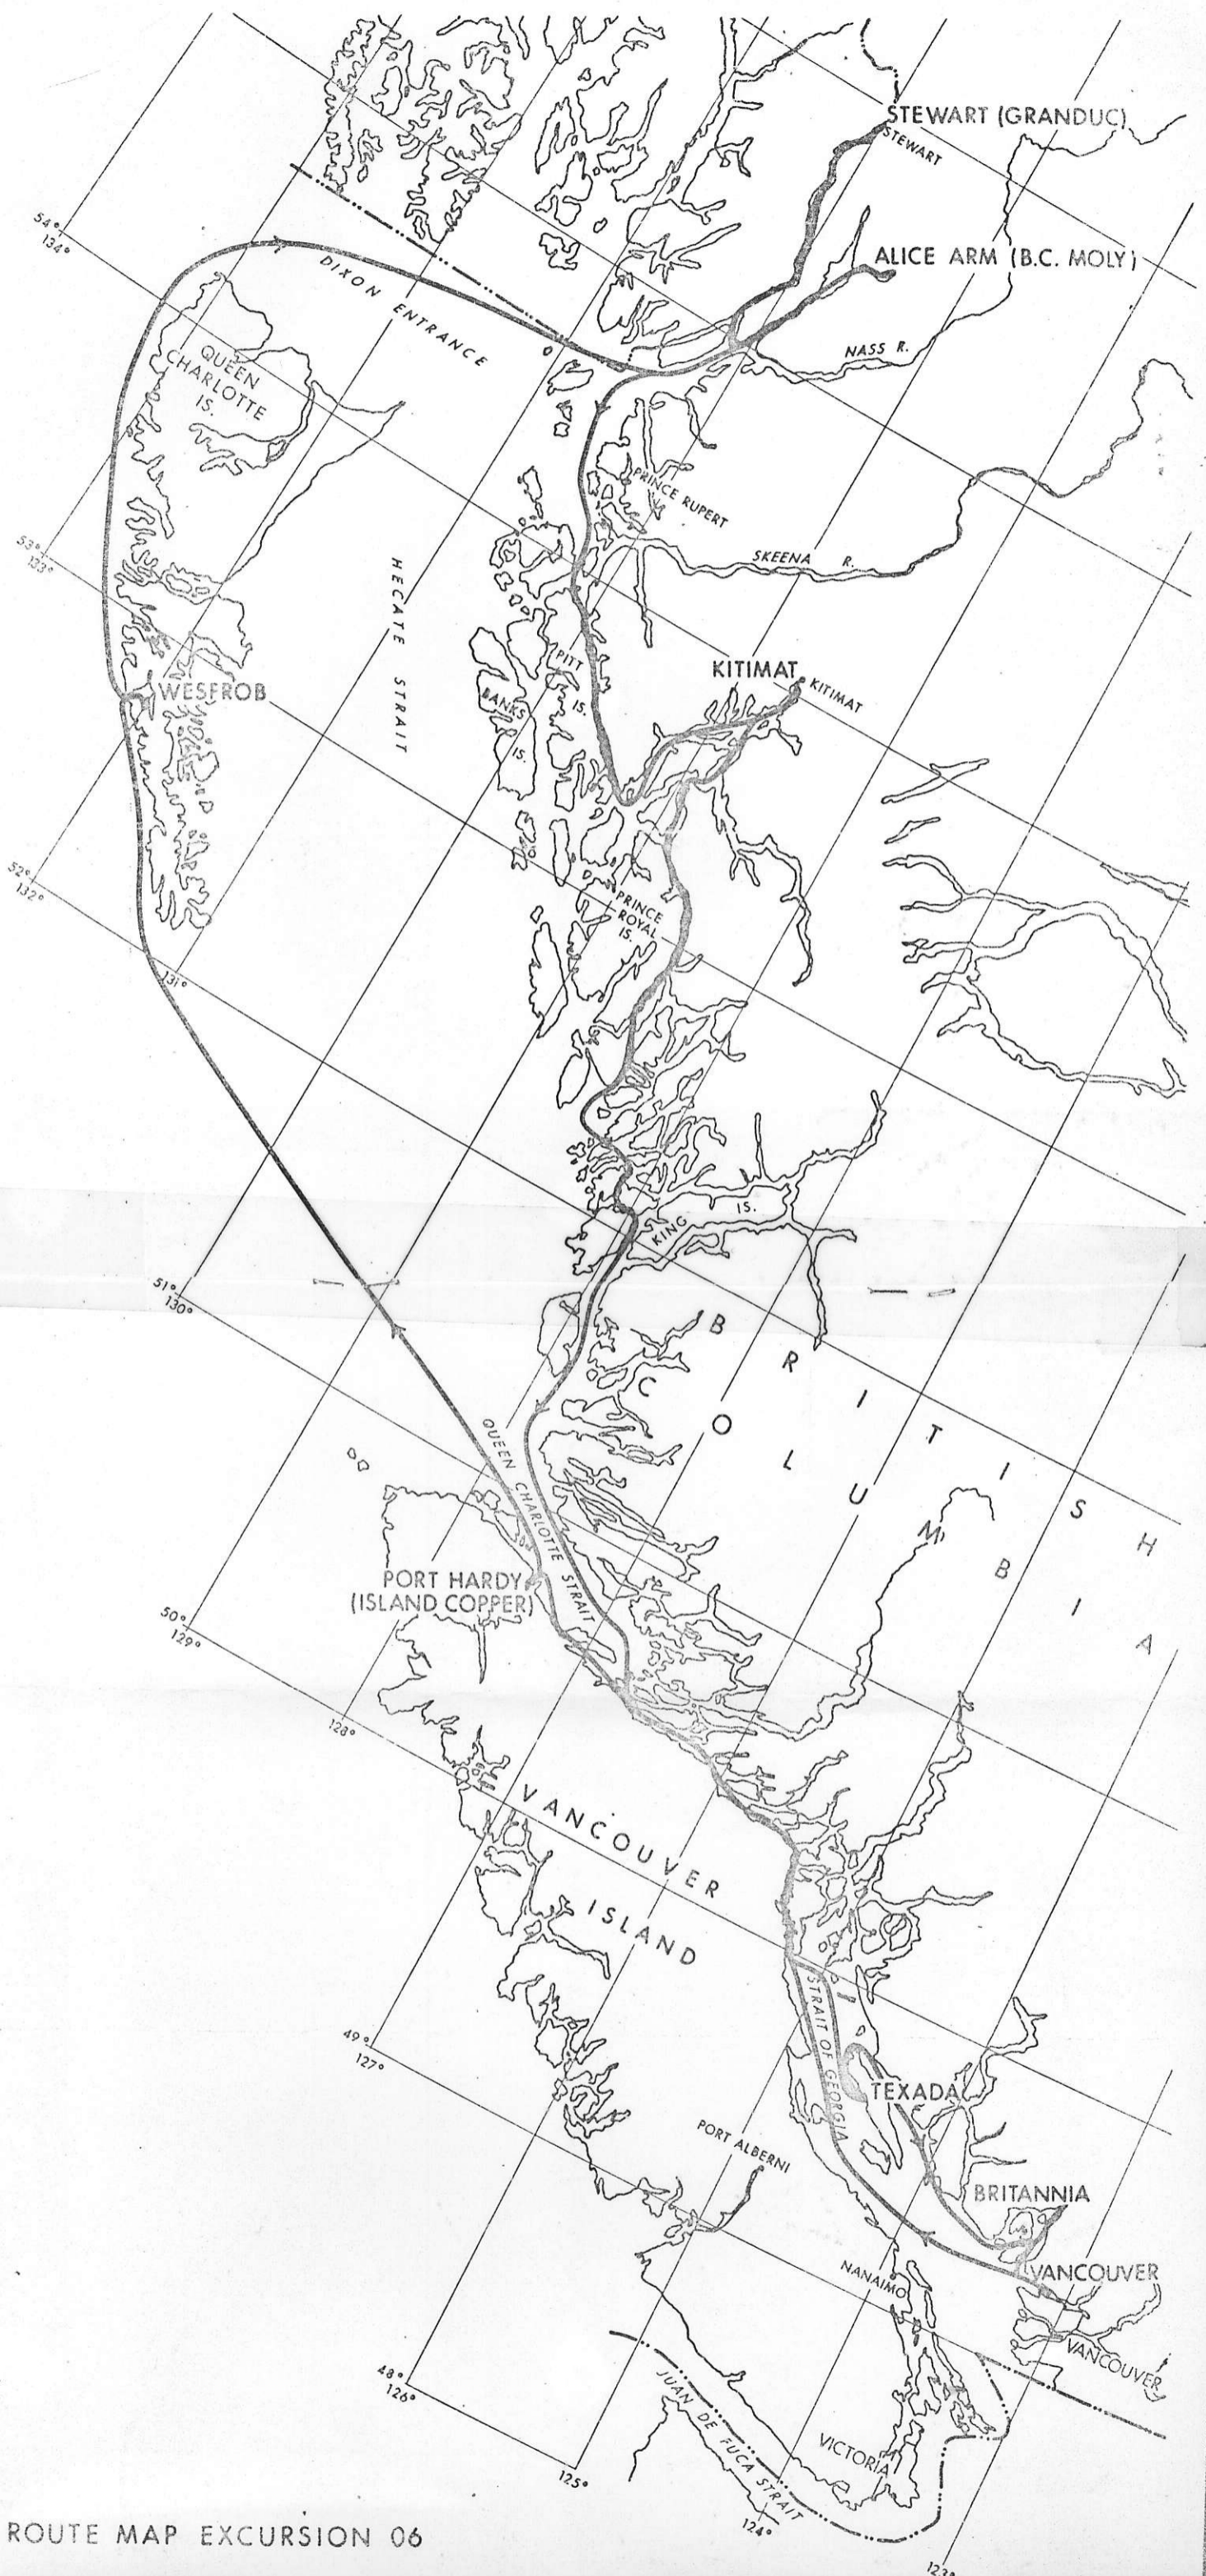 STEWART (GRANDUC)
STEWART
ALICE ARM (B.C. MOLY)
54°
134°
DIXON ENTRANCE
NASS R.
QUEEN
CHARLOTTE
IS.
PRINCE RUPERT
SKEENA R.
53°
133°
HECATE STRAIT
PITT
IS.
KITIMAT
KITIMAT
WESFROB
BANKS
IS.
52°
132°
PRINCE
ROYAL
IS.
131°
KING IS.
51°
130°
BRITISH
COLUMBIA
QUEEN CHARLOTTE STRAIT
PORT HARDY
(ISLAND COPPER)
50°
129°
128°
VANCOUVER
ISLAND
STRAIT OF GEORGIA
49°
127°
TEXADA
PORT ALBERNI
BRITANNIA
NANAIMO
VANCOUVER
VANCOUVER
48°
126°
JUAN DE FUCA STRAIT
VICTORIA
125°
124°
123°
ROUTE MAP EXCURSION 06